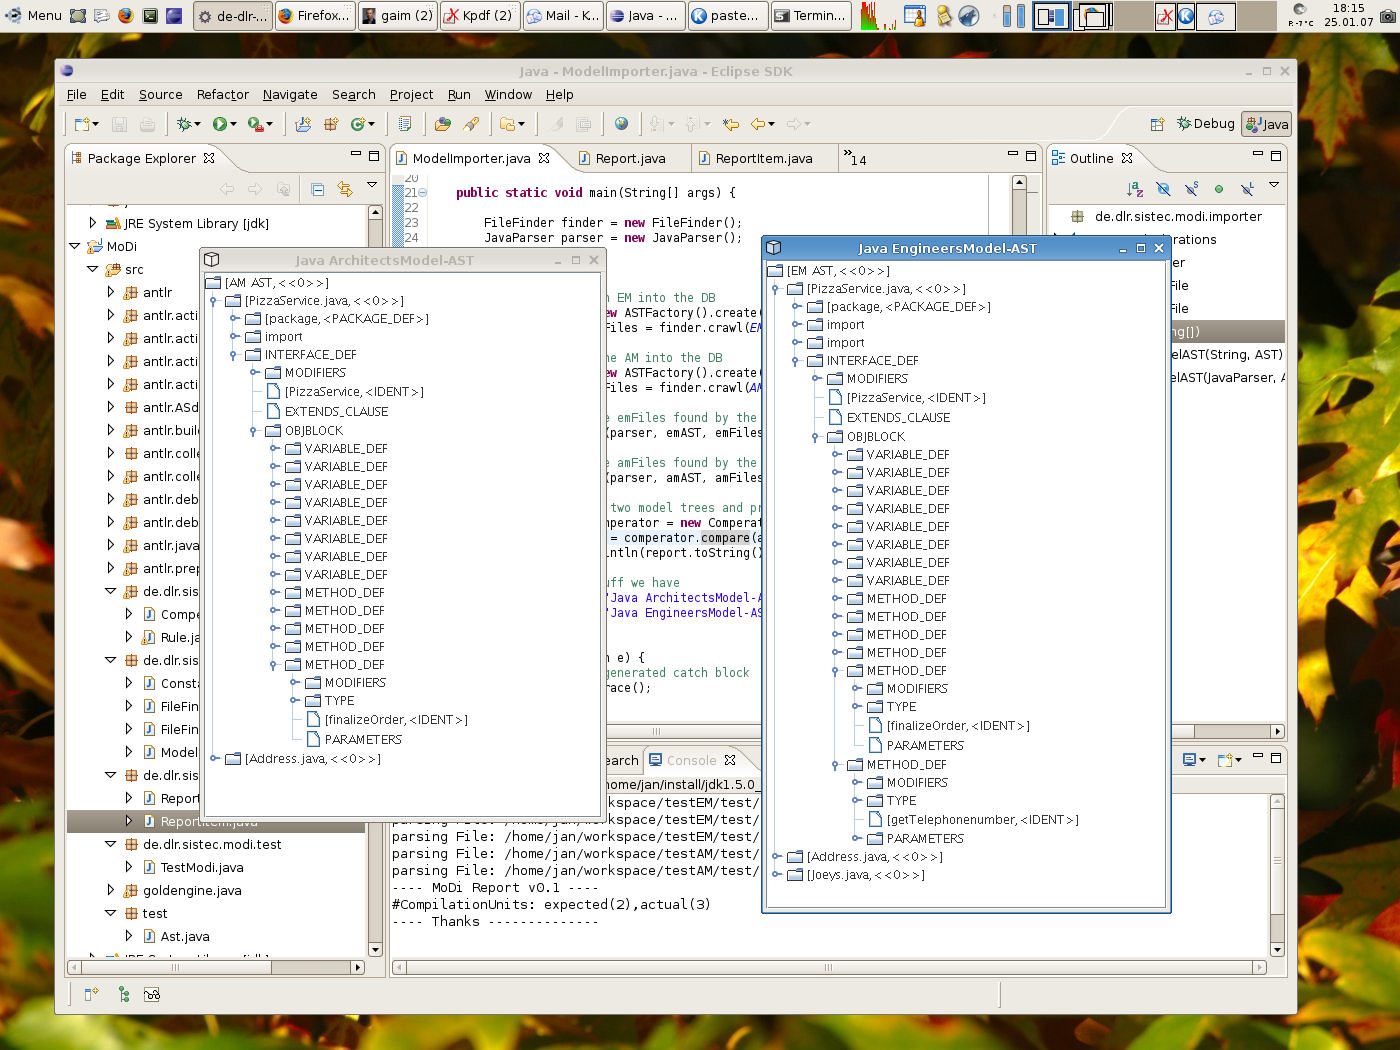 Menu
de-dlr-...
Firefox...
gaim (2)
Kpdf (2)
Mail - K...
Java - ...
paste...
Termin...
18:15
P. -7°C
25.01.07
Java - ModelImporter.java - Eclipse SDK
File Edit Source Refactor Navigate Search Project Run Window Help
Debug
Java
Package Explorer
JRE System Library [jdk]
MoDi
src
antlr
antlr.acti
antlr.acti
antlr.acti
antlr.acti
antlr.ASd
antlr.buil
antlr.colle
antlr.colle
antlr.deb
antlr.deb
antlr.java
antlr.prep
de.dlr.sis
Compe
Rule.ja
de.dlr.sis
Consta
FileFin
FileFin
Model
de.dlr.sis
Report
ReportItem.java
de.dlr.sistec.modi.test
TestModi.java
goldengine.java
test
Ast.java
JRE System Library [jdk]
ModelImporter.java
Report.java
ReportItem.java
14
20
21 public static void main(String[] args) {
22
23 FileFinder finder = new FileFinder();
24 JavaParser parser = new JavaParser();
n EM into the DB
ew ASTFactory().create(
Files = finder.crawl(EM
e AM into the DB
ew ASTFactory().create(
Files = finder.crawl(AM
e emFiles found by the
(parser, emAST, emFiles
e amFiles found by the
(parser, amAST, amFiles
two model trees and pr
mperator = new Comperat
= comperator.compare(a
ntln(report.toString()
uff we have
"Java ArchitectsModel-A
"Java EngineersModel-AS
n e) {
generated catch block
race();
Outline
de.dlr.sistec.modi.importer
arations
er
File
File
ng[])
elAST(String, AST)
elAST(JavaParser, A
Java ArchitectsModel-AST
[AM AST, <<0>>]
[PizzaService.java, <<0>>]
[package, <PACKAGE_DEF>]
import
INTERFACE_DEF
MODIFIERS
[PizzaService, <IDENT>]
EXTENDS_CLAUSE
OBJBLOCK
VARIABLE_DEF
VARIABLE_DEF
VARIABLE_DEF
VARIABLE_DEF
VARIABLE_DEF
VARIABLE_DEF
VARIABLE_DEF
VARIABLE_DEF
METHOD_DEF
METHOD_DEF
METHOD_DEF
METHOD_DEF
METHOD_DEF
MODIFIERS
TYPE
[finalizeOrder, <IDENT>]
PARAMETERS
[Address.java, <<0>>]
Java EngineersModel-AST
[EM AST, <<0>>]
[PizzaService.java, <<0>>]
[package, <PACKAGE_DEF>]
import
import
INTERFACE_DEF
MODIFIERS
[PizzaService, <IDENT>]
EXTENDS_CLAUSE
OBJBLOCK
VARIABLE_DEF
VARIABLE_DEF
VARIABLE_DEF
VARIABLE_DEF
VARIABLE_DEF
VARIABLE_DEF
VARIABLE_DEF
VARIABLE_DEF
METHOD_DEF
METHOD_DEF
METHOD_DEF
METHOD_DEF
METHOD_DEF
MODIFIERS
TYPE
[finalizeOrder, <IDENT>]
PARAMETERS
METHOD_DEF
MODIFIERS
TYPE
[getTelephonenumber, <IDENT>]
PARAMETERS
[Address.java, <<0>>]
[Joeys.java, <<0>>]
earch
Console
home/jan/install/jdk1.5.0_
parsing File: /home/jan/workspace/testEM/test/
parsing File: /home/jan/workspace/testEM/test/
parsing File: /home/jan/workspace/testEM/test/
parsing File: /home/jan/workspace/testAM/test/
parsing File: /home/jan/workspace/testAM/test/
---- MoDi Report v0.1 ----
#CompilationUnits: expected(2),actual(3)
---- Thanks --------------